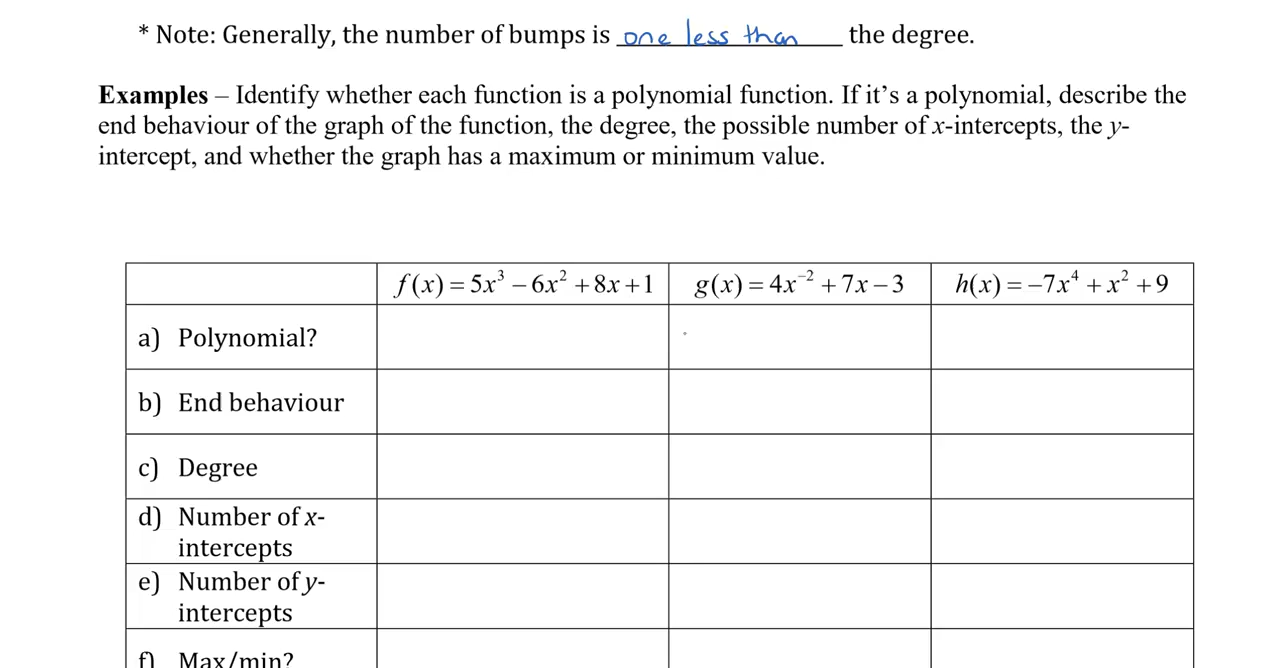 * Note: Generally, the number of bumps is one less than the degree.
Examples – Identify whether each function is a polynomial function. If it’s a polynomial, describe the
end behaviour of the graph of the function, the degree, the possible number of x-intercepts, the y-
intercept, and whether the graph has a maximum or minimum value.
f(x) = 5x³ – 6x² + 8x + 1 g(x) = 4x⁻² + 7x – 3 h(x) = –7x⁴ + x² + 9
a) Polynomial?
b) End behaviour
c) Degree
d) Number of x-
intercepts
e) Number of y-
intercepts
f) Max/min?